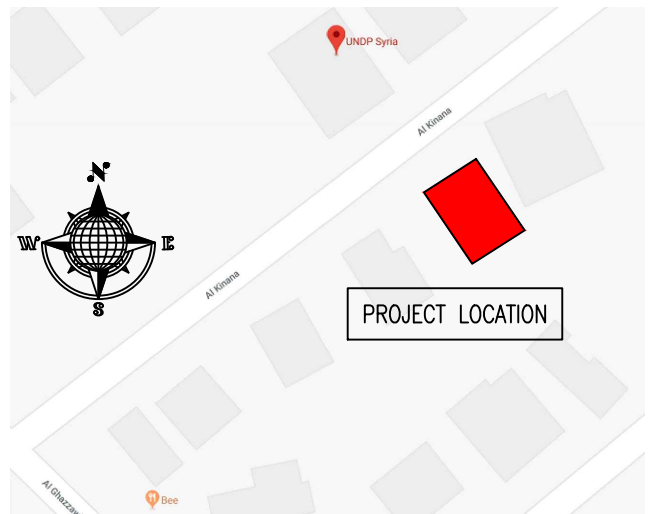 UNDP Syria
Al Kinana
N
W
E
Al Kinana
S
PROJECT LOCATION
Bee